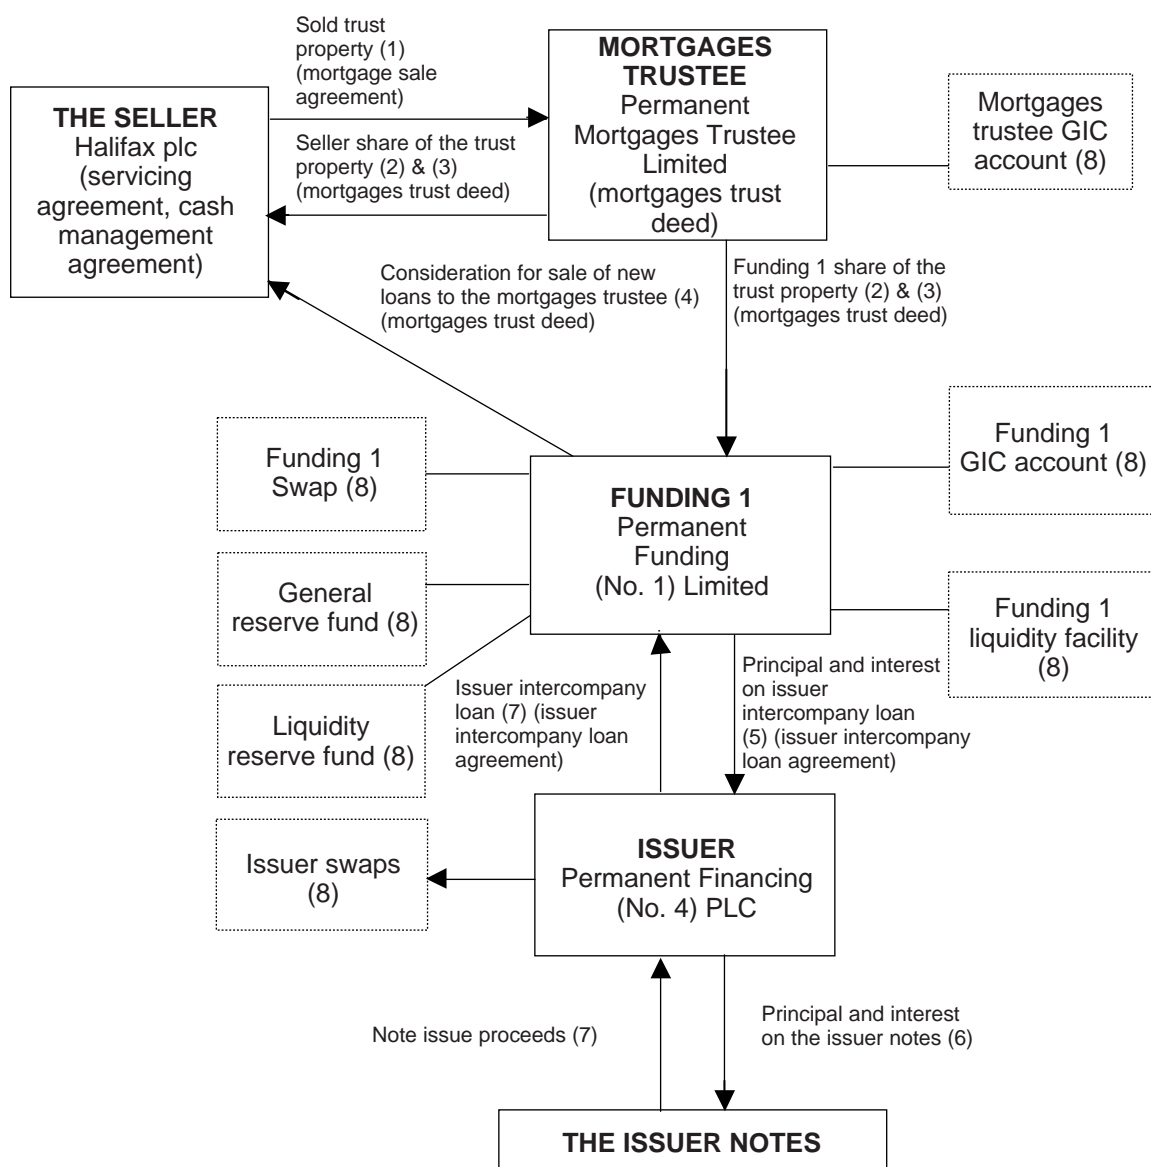 Sold trust
property (1)
(mortgage sale
agreement)
MORTGAGES
TRUSTEE
Permanent
Mortgages Trustee
Limited
(mortgages trust
deed)
Mortgages
trustee GIC
account (8)
THE SELLER
Halifax plc
(servicing
agreement, cash
management
agreement)
Seller share of the trust
property (2) & (3)
(mortgages trust deed)
Consideration for sale of new
loans to the mortgages trustee (4)
(mortgages trust deed)
Funding 1 share of the
trust property (2) & (3)
(mortgages trust deed)
Funding 1
Swap (8)
Funding 1
GIC account (8)
FUNDING 1
Permanent
Funding
(No. 1) Limited
General
reserve fund (8)
Funding 1
liquidity facility
(8)
Liquidity
reserve fund (8)
Issuer intercompany
loan (7) (issuer
intercompany loan
agreement)
Principal and interest
on issuer
intercompany loan
(5) (issuer intercompany
loan agreement)
Issuer swaps
(8)
ISSUER
Permanent Financing
(No. 4) PLC
Note issue proceeds (7)
Principal and interest
on the issuer notes (6)
THE ISSUER NOTES